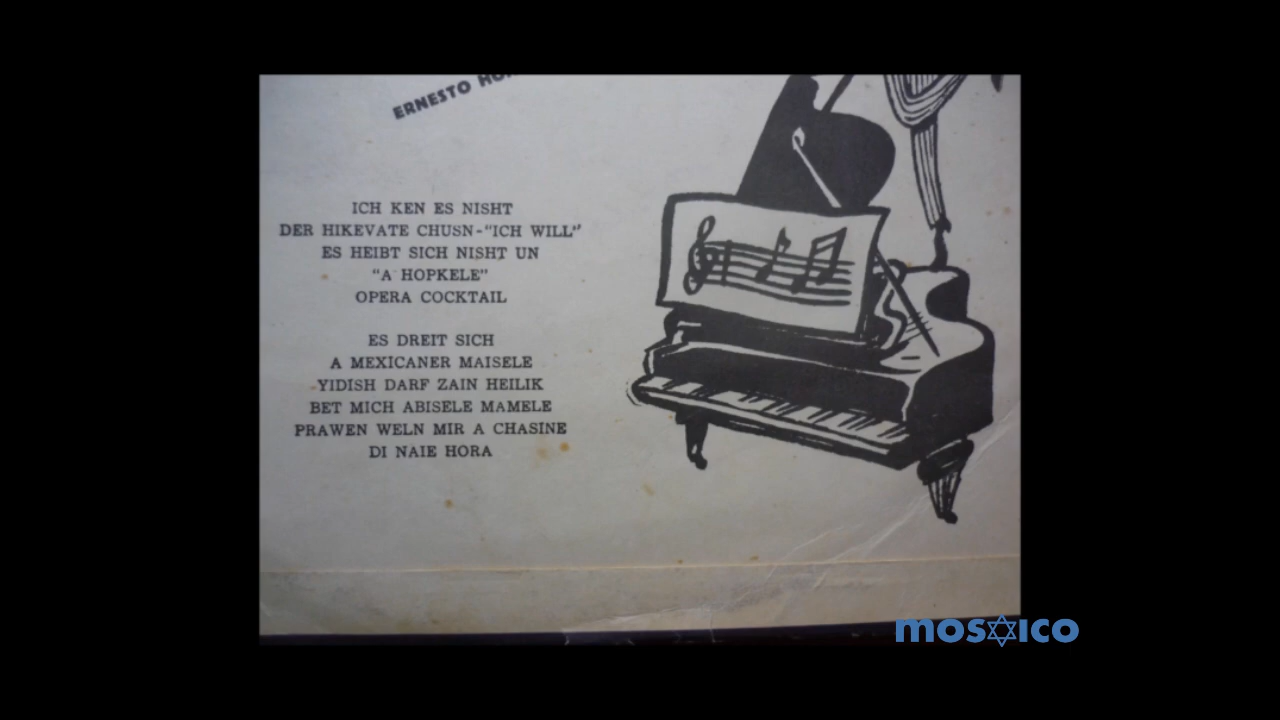 ERNESTO
ICH KEN ES NISHT
DER HIKEVATE CHUSN-"ICH WILL"
ES HEIBT SICH NISHT UN
"A HOPKELE"
OPERA COCKTAIL
ES DREIT SICH
A MEXICANER MAISELE
YIDISH DARF ZAIN HEILIK
BET MICH ABISELE MAMELE
PRAWEN WELN MIR A CHASINE
DI NAIE HORA
mosaico